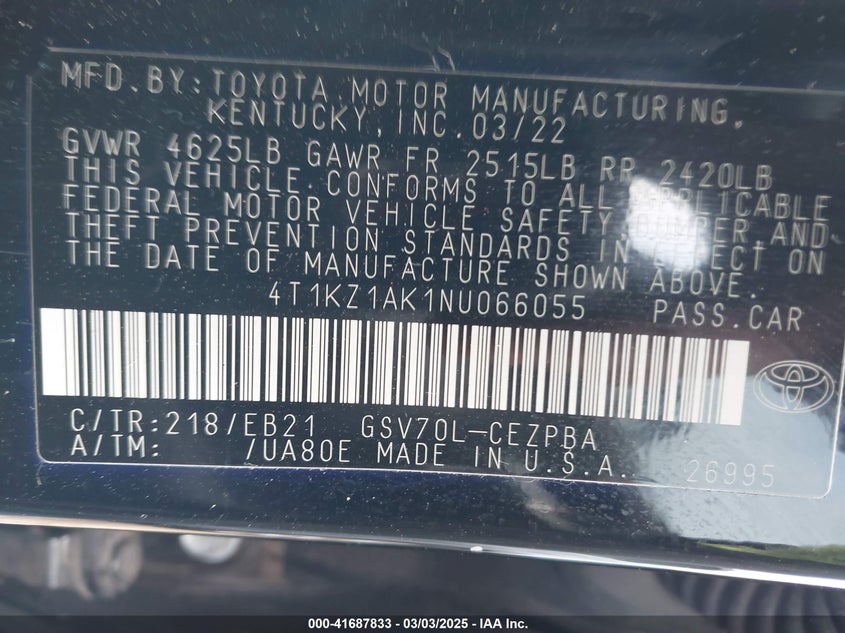 MFD.BY:TOYOTA MOTOR MANUFACTURING,
KENTUCKY,INC.03/22
GVWR 4625LB GAWR FR 2515LB RR 2420LB
THIS VEHICLE CONFORMS TO ALL APPLICABLE
FEDERAL MOTOR VEHICLE SAFETY,BUMPER,AND
THEFT PREVENTION STANDARDS IN EFFECT ON
THE DATE OF MANUFACTURE SHOWN ABOVE.
4T1KZ1AK1NU066055 PASS.CAR
C/TR:218/EB21 GSV70L-CEZPBA
A/TM: /UA80E MADE IN U.S.A. 26995
000-41687833 - 03/03/2025 - IAA Inc.